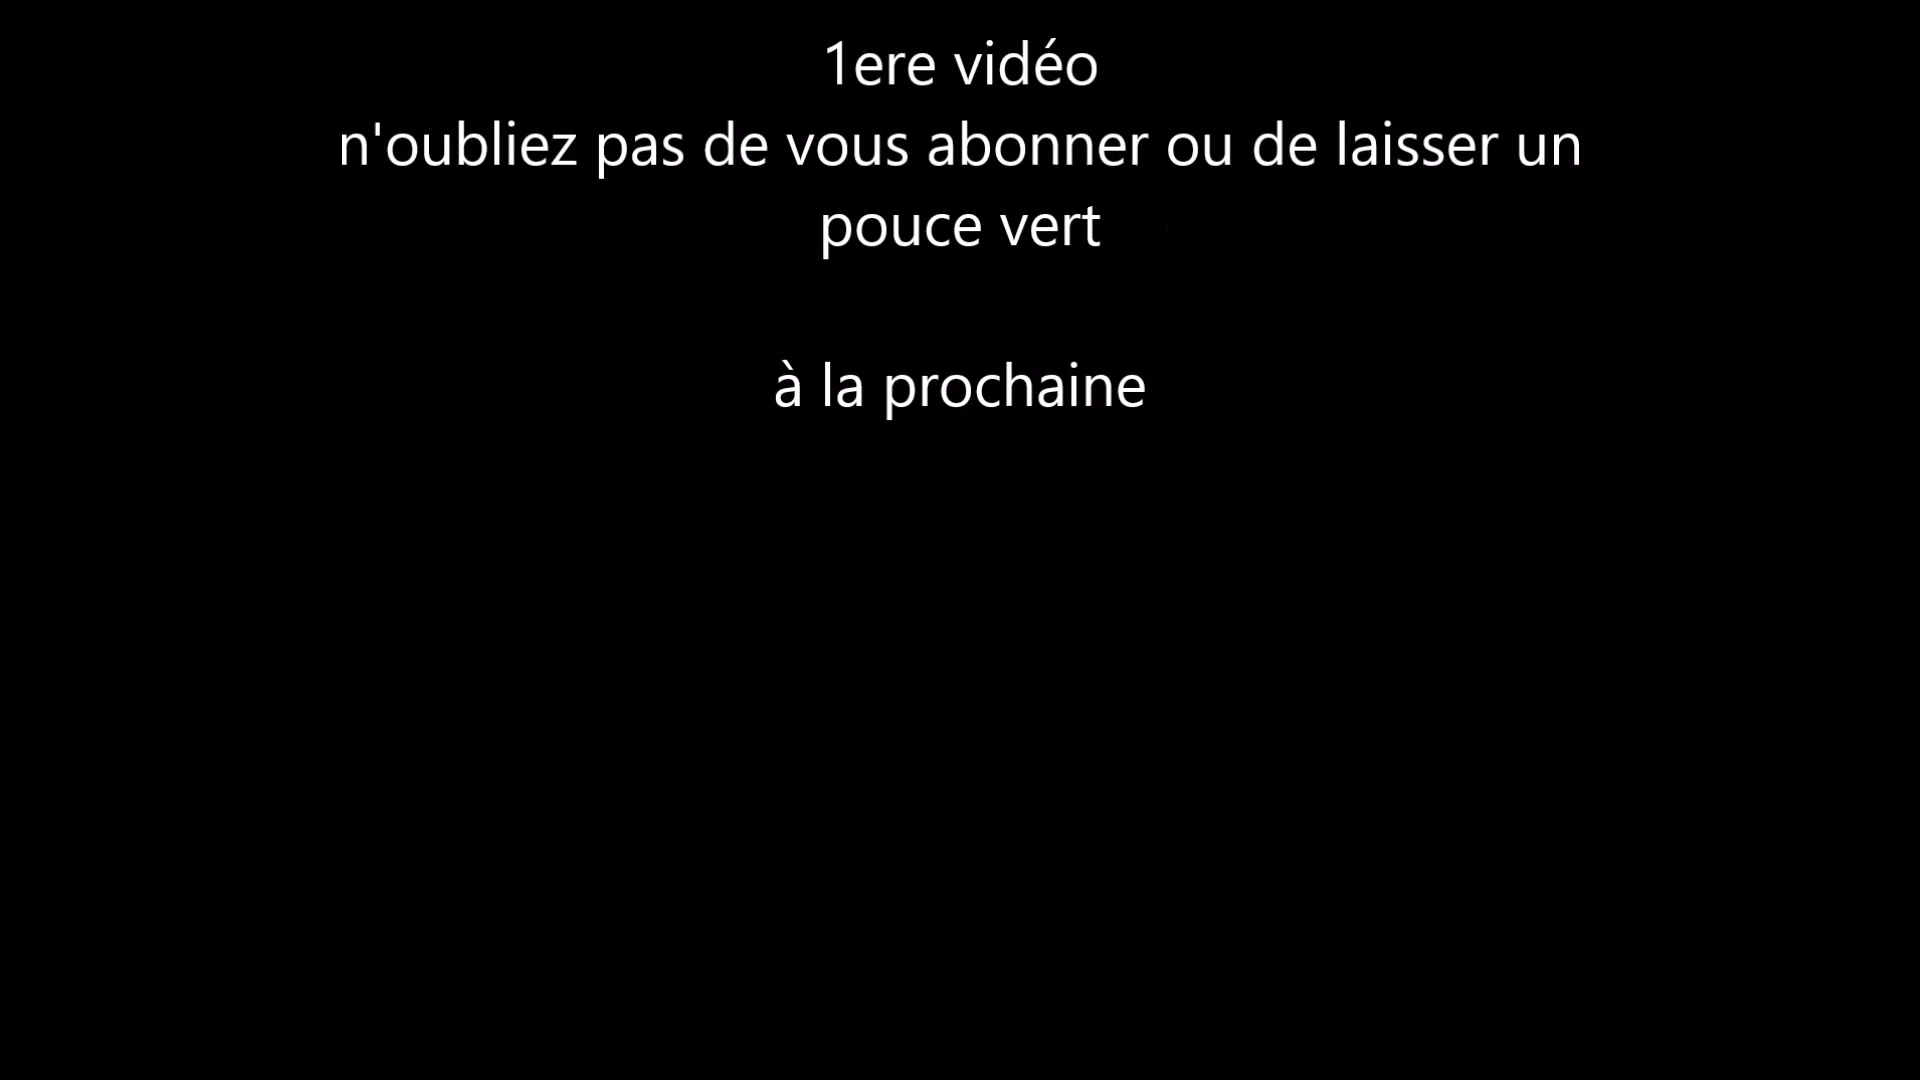 1ere vidéo
n'oubliez pas de vous abonner ou de laisser un
pouce vert
à la prochaine